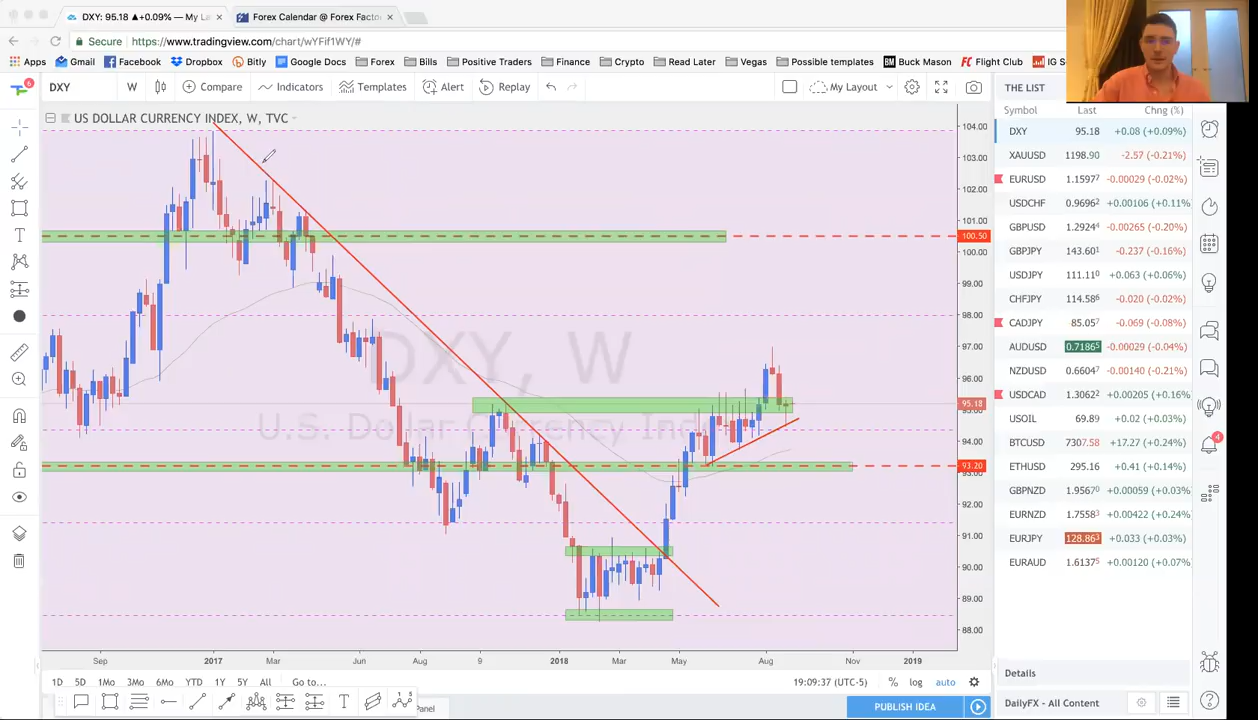 DXY: 95.18 ▲+0.09% — My La
Forex Calendar @ Forex Facto
Secure https://www.tradingview.com/chart/wYFif1WY/#
Apps Gmail Facebook Dropbox Bitly Google Docs Forex Bills Positive Traders Finance Crypto Read Later Vegas Possible templates Buck Mason Flight Club IG S
6 DXY W Compare Indicators Templates Alert Replay My Layout
THE LIST
US DOLLAR CURRENCY INDEX, W, TVC
Symbol Last Chng (%)
DXY 95.18 +0.08 (+0.09%)
XAUUSD 1198.90 -2.57 (-0.21%)
EURUSD 1.1597⁷ -0.00029 (-0.02%)
USDCHF 0.9696² +0.00106 (+0.11%)
GBPUSD 1.2924⁴ -0.00265 (-0.20%)
GBPJPY 143.60¹ -0.237 (-0.16%)
USDJPY 111.11⁰ +0.063 (+0.06%)
CHFJPY 114.58⁶ -0.020 (-0.02%)
CADJPY 85.05⁷ -0.069 (-0.08%)
AUDUSD 0.7186⁵ -0.00029 (-0.04%)
NZDUSD 0.6604⁷ -0.00140 (-0.21%)
USDCAD 1.3062² +0.00205 (+0.16%
USOIL 69.89 +0.02 (+0.03%)
BTCUSD 7307.58 +17.27 (+0.24%)
ETHUSD 295.16 +0.41 (+0.14%)
GBPNZD 1.9567⁰ +0.00059 (+0.03%
EURNZD 1.7558³ +0.00422 (+0.24%
EURJPY 128.86³ +0.033 (+0.03%)
EURAUD 1.6137⁵ +0.00120 (+0.07%)
4
104.00
103.00
102.00
101.00
100.50
100.00
99.00
98.00
97.00
96.00
95.18
94.00
93.20
92.00
91.00
90.00
89.00
88.00
DXY, W
U.S. Dollar Currency Index
Sep 2017 Mar Jun Aug 9 2018 Mar May Aug Nov 2019
1D 5D 1Mo 3Mo 6Mo YTD 1Y 5Y All Go to... 19:09:37 (UTC-5) % log auto
Details
Panel
PUBLISH IDEA
DailyFX - All Content